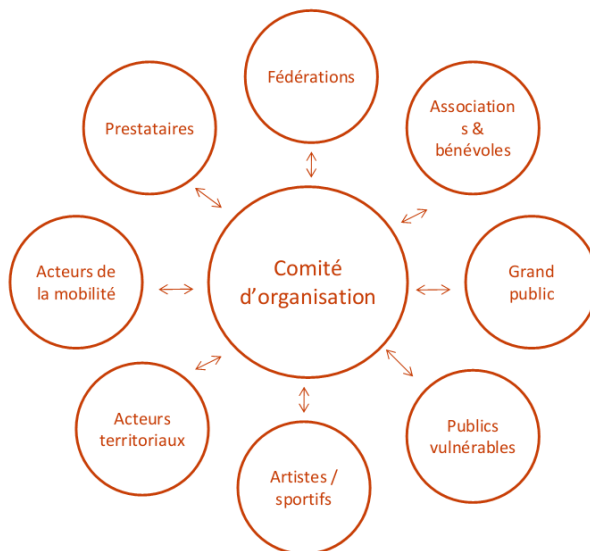 Fédérations
Association
s &
bénévoles
Prestataires
Grand
public
Comité
d’organisation
Acteurs de
la mobilité
Publics
vulnérables
Acteurs
territoriaux
Artistes /
sportifs